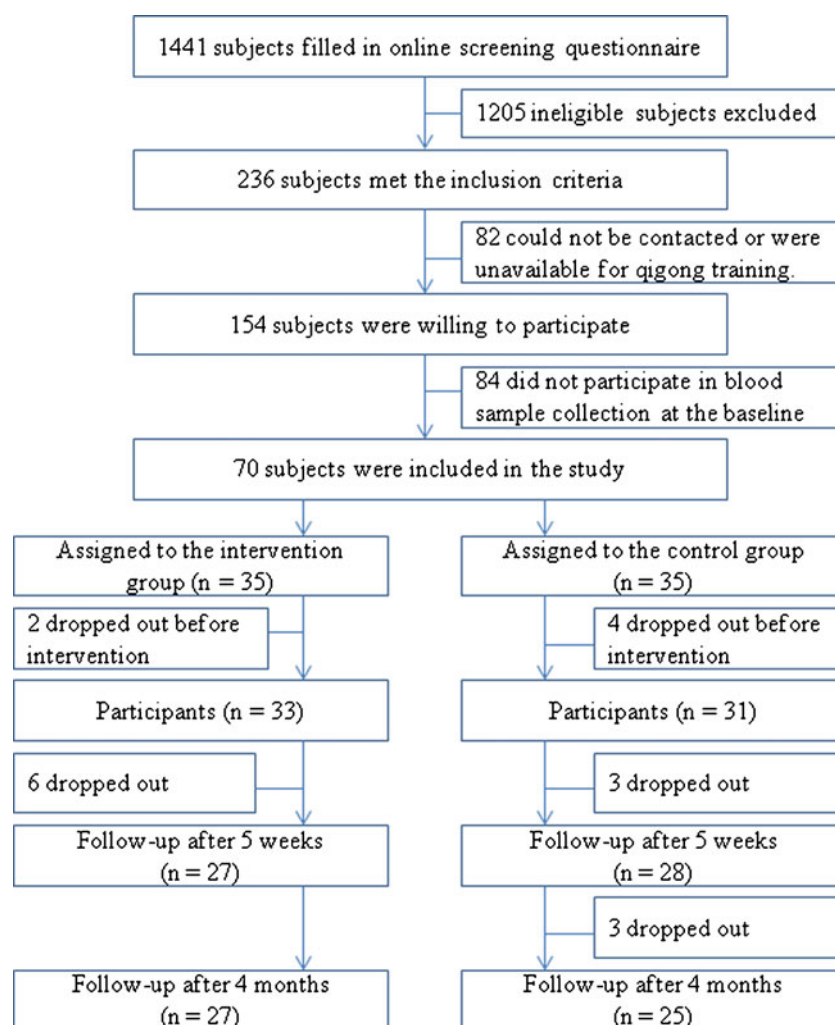 1441 subjects filled in online screening questionnaire
1205 ineligible subjects excluded
236 subjects met the inclusion criteria
82 could not be contacted or were
unavailable for qigong training.
154 subjects were willing to participate
84 did not participate in blood
sample collection at the baseline
70 subjects were included in the study
Assigned to the intervention
group (n = 35)
Assigned to the control group
(n = 35)
2 dropped out before
intervention
4 dropped out before
intervention
Participants (n = 33)
Participants (n = 31)
6 dropped out
3 dropped out
Follow-up after 5 weeks
(n = 27)
Follow-up after 5 weeks
(n = 28)
3 dropped out
Follow-up after 4 months
(n = 27)
Follow-up after 4 months
(n = 25)